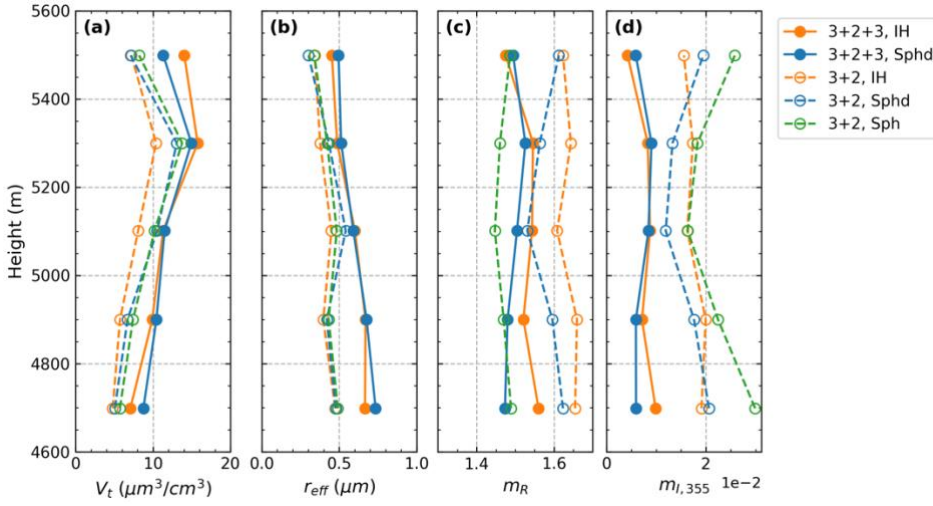 (a) (b) (c) (d)
3+2+3, IH
3+2+3, Sphd
3+2, IH
3+2, Sphd
3+2, Sph
Height (m)
5600
5400
5200
5000
4800
4600
0 10 20
0.0 0.5 1.0
1.4 1.6
0 2
V_t (μm³/cm³)
r_eff (μm)
m_R
m_I,355
1e-2